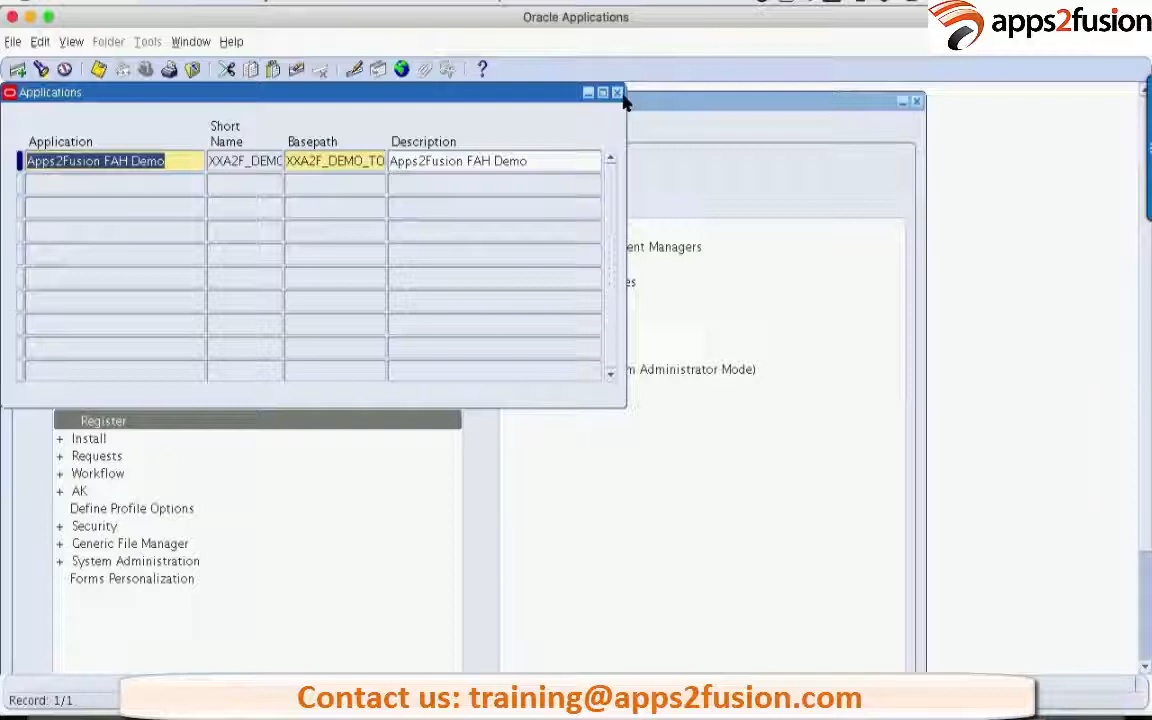 Oracle Applications
apps2fusion
File Edit View Folder Tools Window Help
Applications
Application Short Name Basepath Description
Apps2Fusion FAH Demo XXA2F_DEMO XXA2F_DEMO_TO Apps2Fusion FAH Demo
ent Managers
es
m Administrator Mode)
Register
+ Install
+ Requests
+ Workflow
+ AK
Define Profile Options
+ Security
+ Generic File Manager
+ System Administration
Forms Personalization
Record: 1/1
Contact us: training@apps2fusion.com